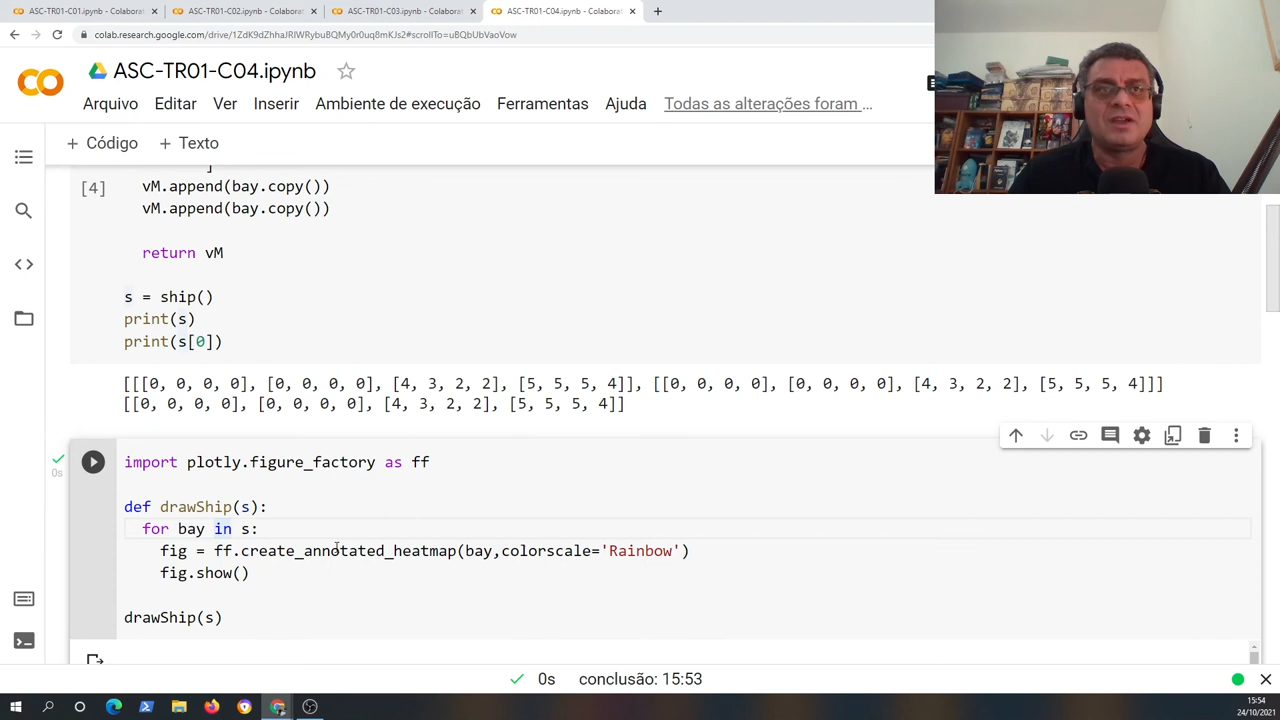 ASC-TR01-C01.ipynb - Colabora
ASC-TR01-C02.ipynb - Colabora
ASC-TR01-C03.ipynb - Colabora
ASC-TR01-C04.ipynb - Colabora
colab.research.google.com/drive/1ZdK9dZhhaJRIWRybuBQMy0r0uq8mKJs2#scrollTo=uBQbUbVaoVow
CO
ASC-TR01-C04.ipynb
Arquivo Editar Ver Inserir Ambiente de execução Ferramentas Ajuda Todas as alterações foram …
+ Código + Texto
]
[4] vM.append(bay.copy())
vM.append(bay.copy())
return vM
s = ship()
print(s)
print(s[0])
[[[0, 0, 0, 0], [0, 0, 0, 0], [4, 3, 2, 2], [5, 5, 5, 4]], [[0, 0, 0, 0], [0, 0, 0, 0], [4, 3, 2, 2], [5, 5, 5, 4]]]
[[0, 0, 0, 0], [0, 0, 0, 0], [4, 3, 2, 2], [5, 5, 5, 4]]
0s
import plotly.figure_factory as ff
def drawShip(s):
for bay in s:
fig = ff.create_annotated_heatmap(bay,colorscale='Rainbow')
fig.show()
drawShip(s)
0s conclusão: 15:53
15:54
24/10/2021